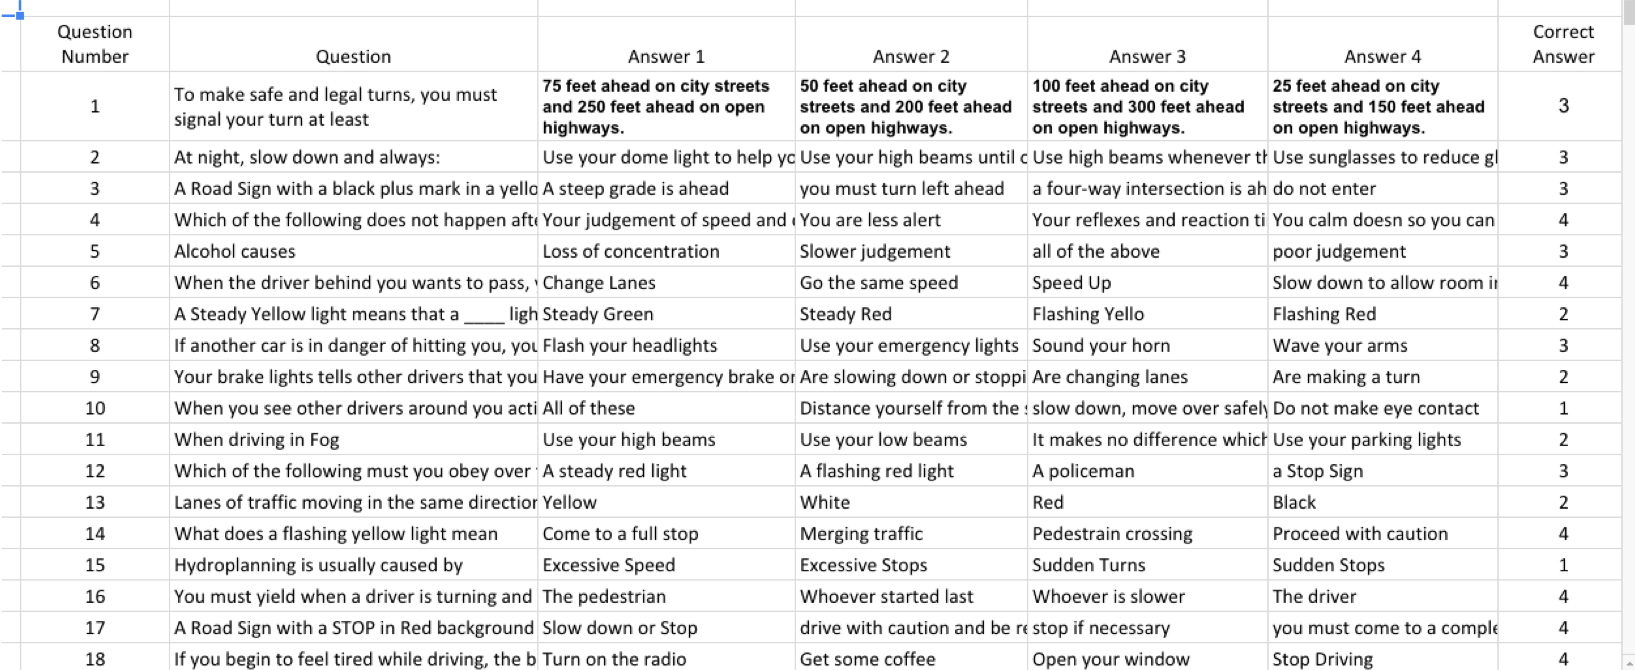 Question Number Question Answer 1 Answer 2 Answer 3 Answer 4 Correct Answer
1 To make safe and legal turns, you must signal your turn at least 75 feet ahead on city streets and 250 feet ahead on open highways. 50 feet ahead on city streets and 200 feet ahead on open highways. 100 feet ahead on city streets and 300 feet ahead on open highways. 25 feet ahead on city streets and 150 feet ahead on open highways. 3
2 At night, slow down and always: Use your dome light to help Use your high beams until Use high beams whenever Use sunglasses to reduce 3
3 A Road Sign with a black plus mark in a A steep grade is ahead you must turn left ahead a four-way intersection is do not enter 3
4 Which of the following does not happen Your judgement of speed and You are less alert Your reflexes and reaction You calm doesn so you can 4
5 Alcohol causes Loss of concentration Slower judgement all of the above poor judgement 3
6 When the driver behind you wants to pass, Change Lanes Go the same speed Speed Up Slow down to allow room 4
7 A Steady Yellow light means that a ____ Steady Green Steady Red Flashing Yello Flashing Red 2
8 If another car is in danger of hitting you, Flash your headlights Use your emergency lights Sound your horn Wave your arms 3
9 Your brake lights tells other drivers that you Have your emergency brake Are slowing down or Are changing lanes Are making a turn 2
10 When you see other drivers around you All of these Distance yourself from the slow down, move over Do not make eye contact 1
11 When driving in Fog Use your high beams Use your low beams It makes no difference which Use your parking lights 2
12 Which of the following must you obey over A steady red light A flashing red light A policeman a Stop Sign 3
13 Lanes of traffic moving in the same Yellow White Red Black 2
14 What does a flashing yellow light mean Come to a full stop Merging traffic Pedestrain crossing Proceed with caution 4
15 Hydroplanning is usually caused by Excessive Speed Excessive Stops Sudden Turns Sudden Stops 1
16 You must yield when a driver is turning and The pedestrian Whoever started last Whoever is slower The driver 4
17 A Road Sign with a STOP in Red background Slow down or Stop drive with caution and be stop if necessary you must come to a 4
18 If you begin to feel tired while driving, the Turn on the radio Get some coffee Open your window Stop Driving 4